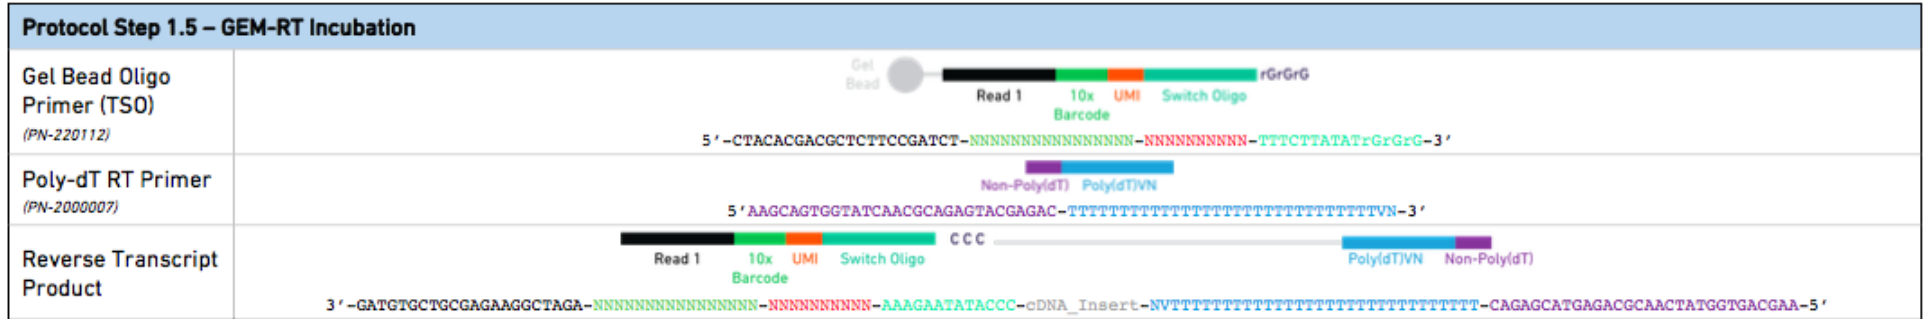 Protocol Step 1.5 – GEM-RT Incubation
Gel Bead Oligo
Primer (TSO)
(PN-220112)
Gel
Bead
rGrGrG
Read 1
10x
Barcode
UMI
Switch Oligo
5′-CTACACGACGCTCTTCCGATCT-NNNNNNNNNNNNNNNN-NNNNNNNNNN-TTTCTTATATrGrGrG-3′
Poly-dT RT Primer
(PN-2000007)
Non-Poly(dT)
Poly(dT)VN
5′AAGCAGTGGTATCAACGCAGAGTACGAGAC-TTTTTTTTTTTTTTTTTTTTTTTTTTTTTTVN-3′
Reverse Transcript
Product
CCC
Read 1
10x
Barcode
UMI
Switch Oligo
Poly(dT)VN
Non-Poly(dT)
3′-GATGTGCTGCGAGAAGGCTAGA-NNNNNNNNNNNNNNNN-NNNNNNNNNN-AAAGAATATACCC-cDNA_Insert-NVTTTTTTTTTTTTTTTTTTTTTTTTTTTTTT-CAGAGCATGAGACGCAACTATGGTGACGAA-5′